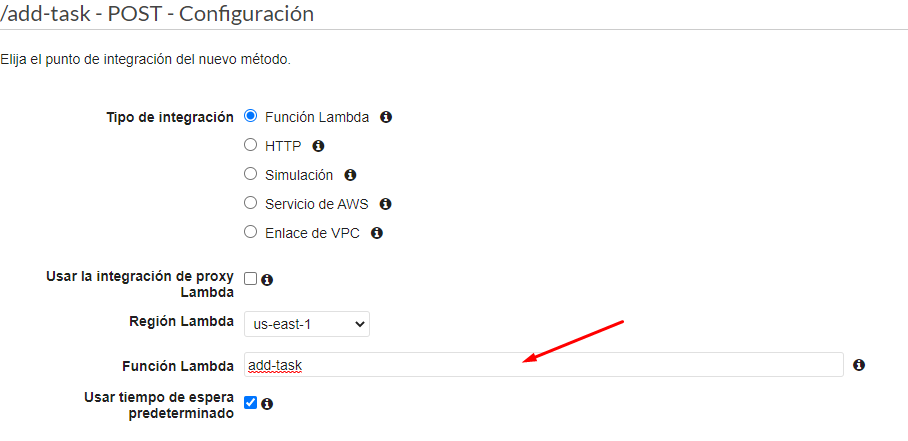 /add-task - POST - Configuración
Elija el punto de integración del nuevo método.
Tipo de integración Función Lambda
HTTP
Simulación
Servicio de AWS
Enlace de VPC
Usar la integración de proxy
Lambda
Región Lambda us-east-1
Función Lambda add-task
Usar tiempo de espera
predeterminado